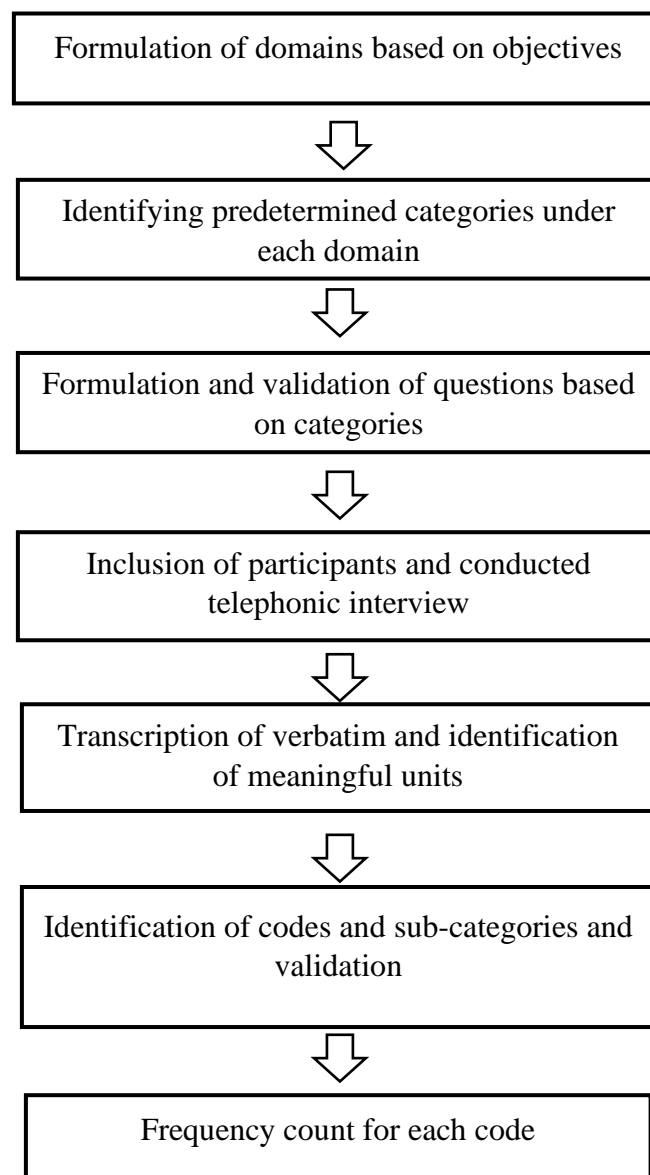 Formulation of domains based on objectives
Identifying predetermined categories under
each domain
Formulation and validation of questions based
on categories
Inclusion of participants and conducted
telephonic interview
Transcription of verbatim and identification
of meaningful units
Identification of codes and sub-categories and
validation
Frequency count for each code